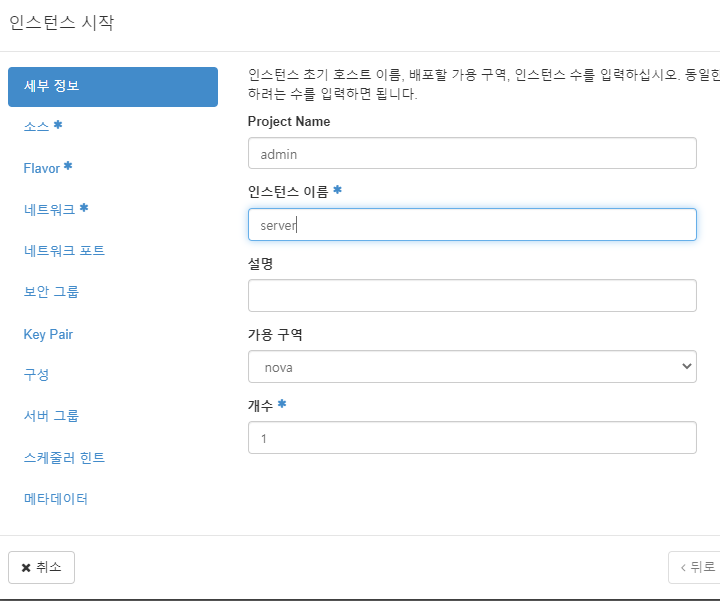 인스턴스 시작
세부 정보
소스 *
Flavor *
네트워크 *
네트워크 포트
보안 그룹
Key Pair
구성
서버 그룹
스케줄러 힌트
메타데이터
인스턴스 초기 호스트 이름, 배포할 가용 구역, 인스턴스 수를 입력하십시오. 동일한
하려는 수를 입력하면 됩니다.
Project Name
admin
인스턴스 이름 *
server
설명
가용 구역
nova
개수 *
1
✖ 취소
< 뒤로